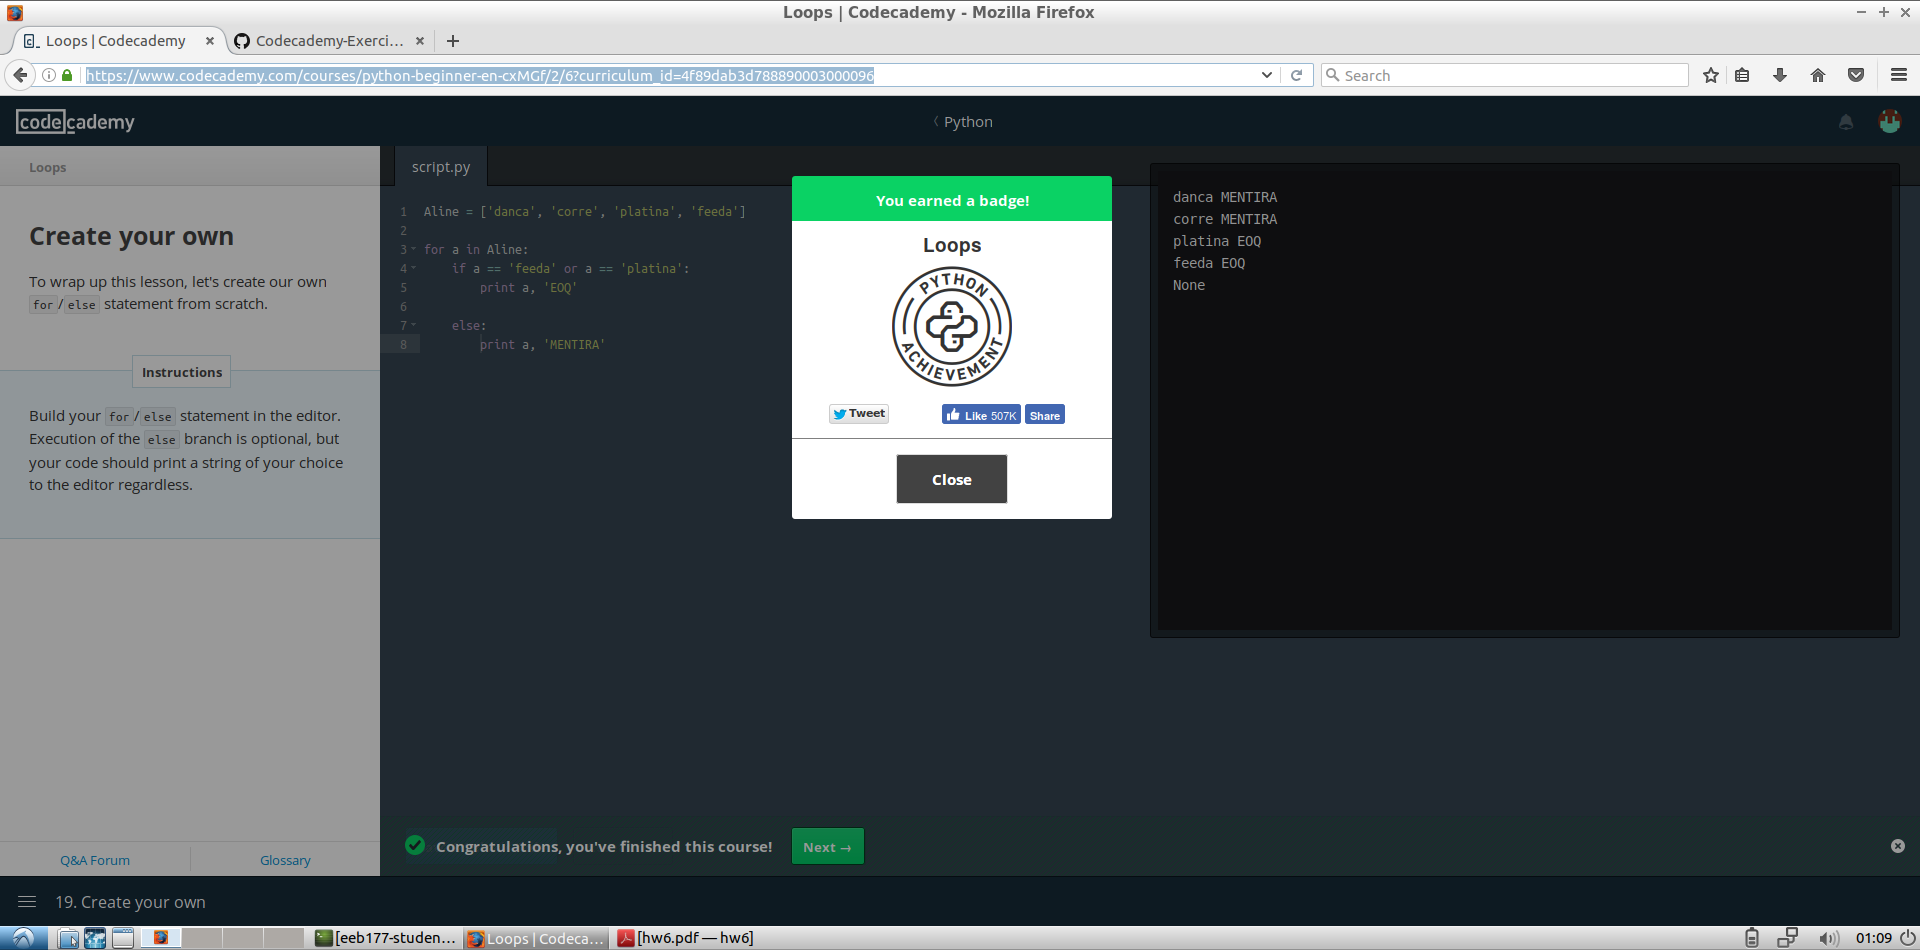 Loops | Codecademy - Mozilla Firefox
Loops | Codecademy
Codecademy-Exerci...
https://www.codecademy.com/courses/python-beginner-en-cxMGf/2/6?curriculum_id=4f89dab3d788890003000096
Search
codecademy
Python
Loops
Create your own
To wrap up this lesson, let's create our own
for/else statement from scratch.
Instructions
Build your for/else statement in the editor.
Execution of the else branch is optional, but
your code should print a string of your choice
to the editor regardless.
Q&A Forum
Glossary
script.py
1 Aline = ['danca', 'corre', 'platina', 'feeda']
2
3 for a in Aline:
4 if a == 'feeda' or a == 'platina':
5 print a, 'EOQ'
6
7 else:
8 print a, 'MENTIRA'
You earned a badge!
Loops
PYTHON
ACHIEVEMENT
Tweet
Like 507K
Share
Close
danca MENTIRA
corre MENTIRA
platina EOQ
feeda EOQ
None
Congratulations, you've finished this course!
Next →
19. Create your own
[eeb177-studen...
Loops | Codeca...
[hw6.pdf — hw6]
01:09